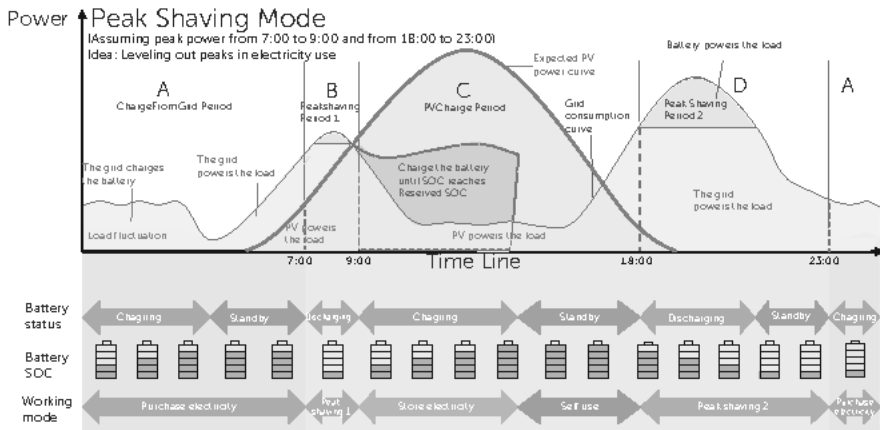 Power
Peak Shaving Mode
(Assuming peak power from 7:00 to 9:00 and from 18:00 to 23:00)
Idea: Leveling out peaks in electricity use
A
B
C
D
A
ChargeFromGrid Period
Peakshaving
Period 1
PVCharge Period
Expected PV
power curve
Battery powers the load
Peak Shaving
Period 2
Grid
consumption
curve
The grid charges
the battery
The grid
powers the load
Charge the battery
until SOC reaches
Reserved SOC
The grid
powers the load
Load fluctuation
PV powers
the load
PV powers the load
7:00
9:00
Time Line
18:00
23:00
Battery
status
Charging
Standby
Discharging
Charging
Standby
Discharging
Standby
Charging
Battery
SOC
Working
mode
Purchase electricity
Peak
shaving 1
Store electricity
Self use
Peak shaving 2
Purchase
electricity